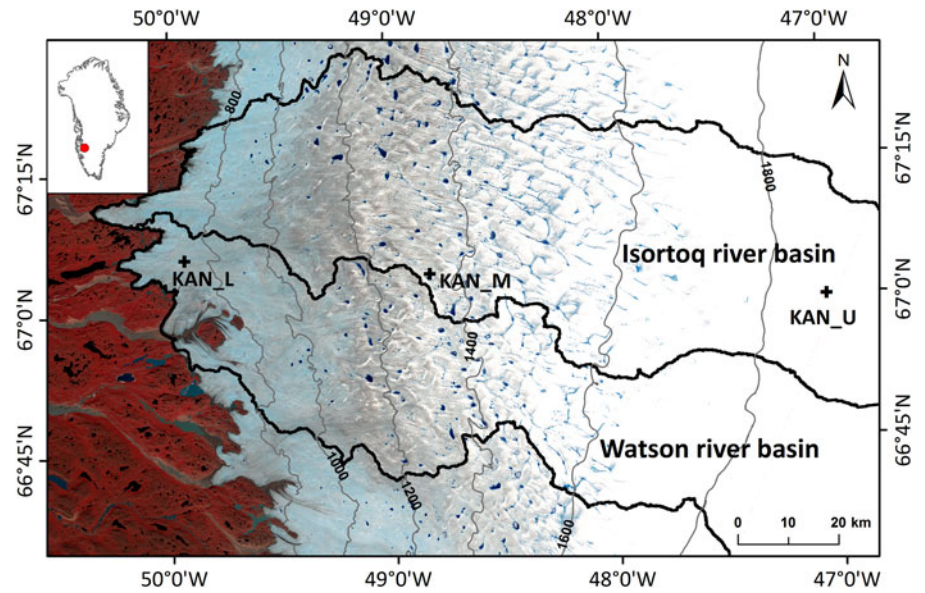 50°0'W 49°0'W 48°0'W 47°0'W
N
800
67°15'N
67°15'N
1800
Isortoq river basin
KAN_L
KAN_M
KAN_U
67°0'N
67°0'N
1400
Watson river basin
66°45'N
66°45'N
1000
1200
1600
0 10 20 km
50°0'W 49°0'W 48°0'W 47°0'W